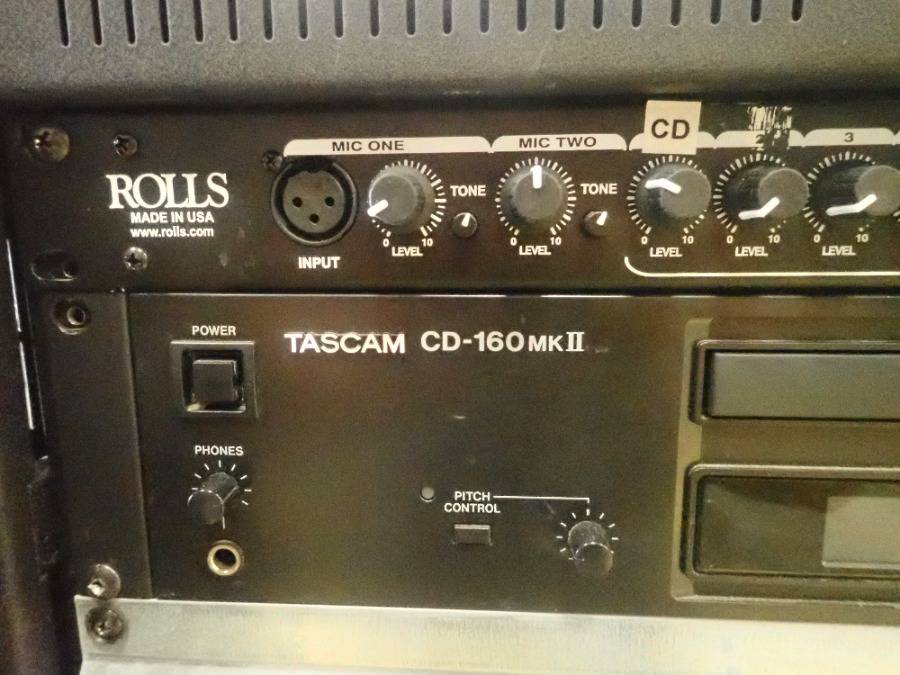 MIC ONE
MIC TWO
CD
2
3
ROLLS
MADE IN USA
www.rolls.com
TONE
TONE
0 10
0 10
0 10
0 10
0 10
LEVEL
LEVEL
LEVEL
LEVEL
LEVEL
INPUT
POWER
TASCAM CD-160MKII
PHONES
PITCH
CONTROL